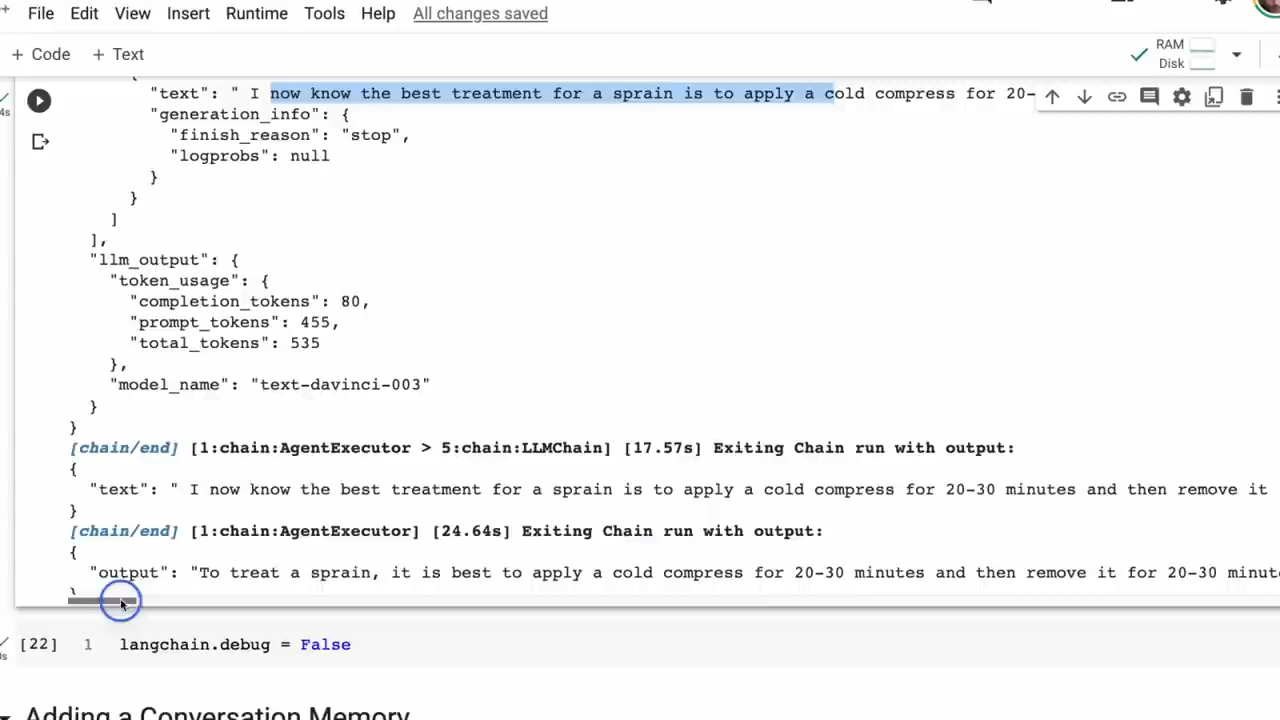 File Edit View Insert Runtime Tools Help All changes saved
+ Code + Text
RAM
Disk
"text": " I now know the best treatment for a sprain is to apply a cold compress for 20-
"generation_info": {
"finish_reason": "stop",
"logprobs": null
}
}
]
],
"llm_output": {
"token_usage": {
"completion_tokens": 80,
"prompt_tokens": 455,
"total_tokens": 535
},
"model_name": "text-davinci-003"
}
}
[chain/end] [1:chain:AgentExecutor > 5:chain:LLMChain] [17.57s] Exiting Chain run with output:
{
"text": " I now know the best treatment for a sprain is to apply a cold compress for 20-30 minutes and then remove it
}
[chain/end] [1:chain:AgentExecutor] [24.64s] Exiting Chain run with output:
{
"output": "To treat a sprain, it is best to apply a cold compress for 20-30 minutes and then remove it for 20-30 minute
[22] 1 langchain.debug = False
Adding a Conversation Memory